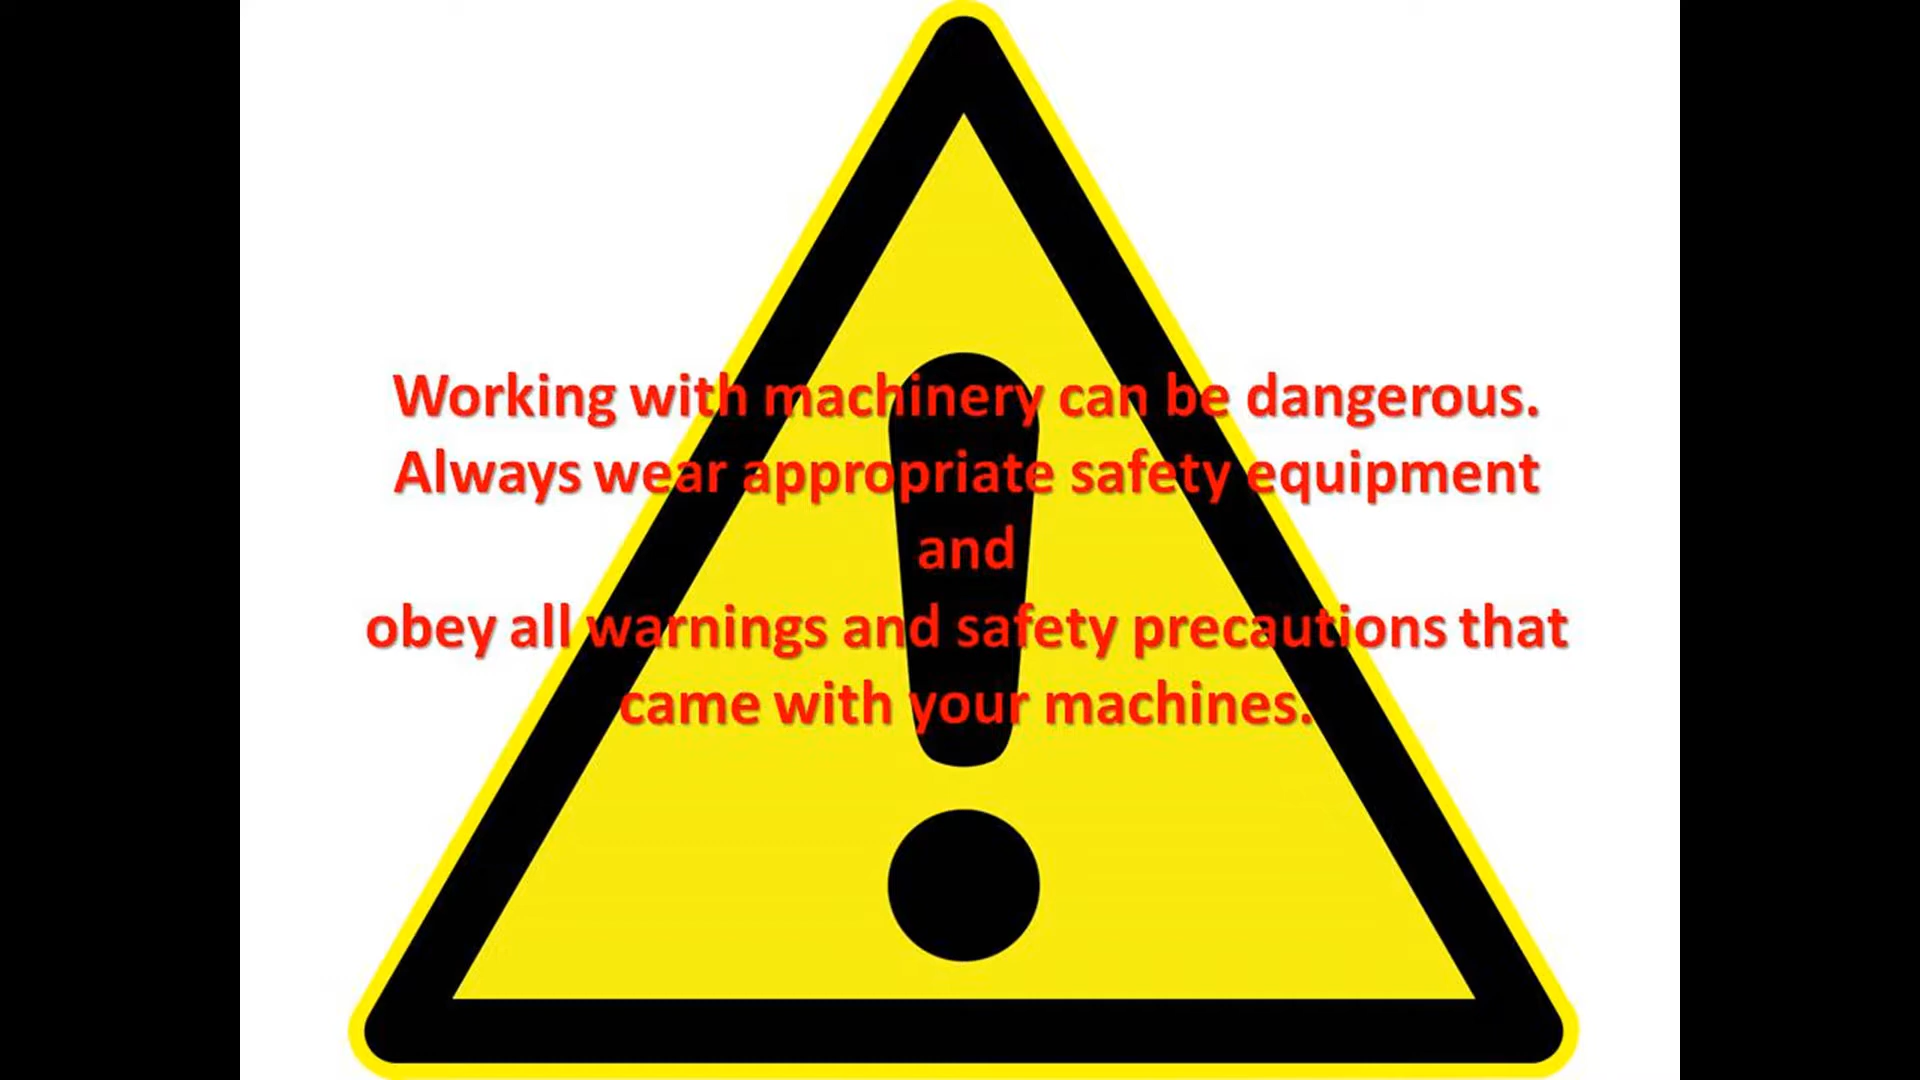 Working with machinery can be dangerous.
Always wear appropriate safety equipment
and
obey all warnings and safety precautions that
came with your machines.